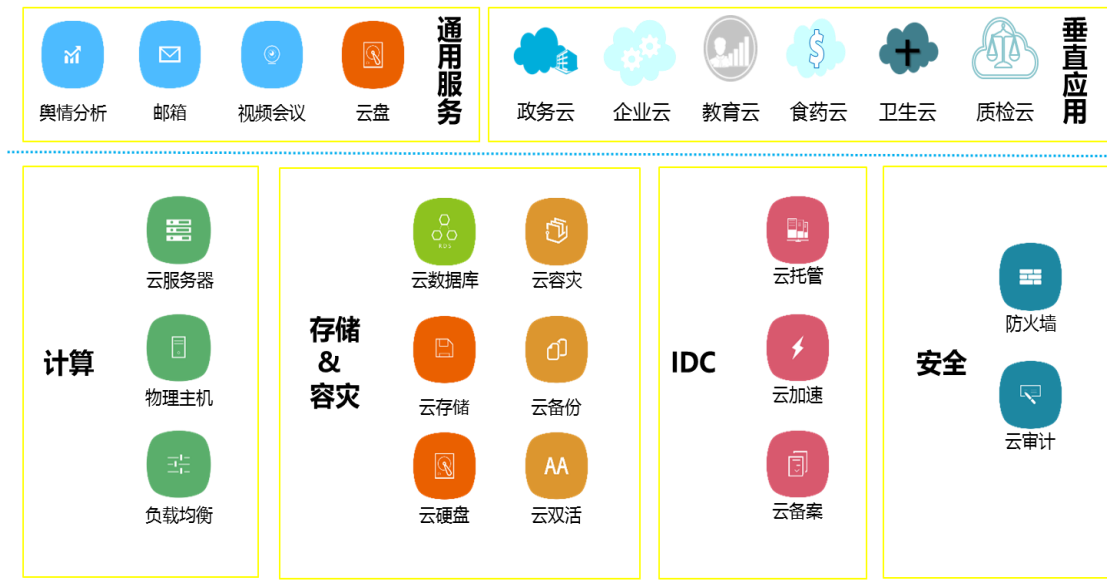 舆情分析
邮箱
视频会议
云盘
通用服务
政务云
企业云
教育云
食药云
卫生云
质检云
垂直应用
计算
云服务器
物理主机
负载均衡
存储
&
容灾
RDS
云数据库
云容灾
云存储
云备份
云硬盘
AA
云双活
IDC
云托管
云加速
云备案
安全
防火墙
云审计